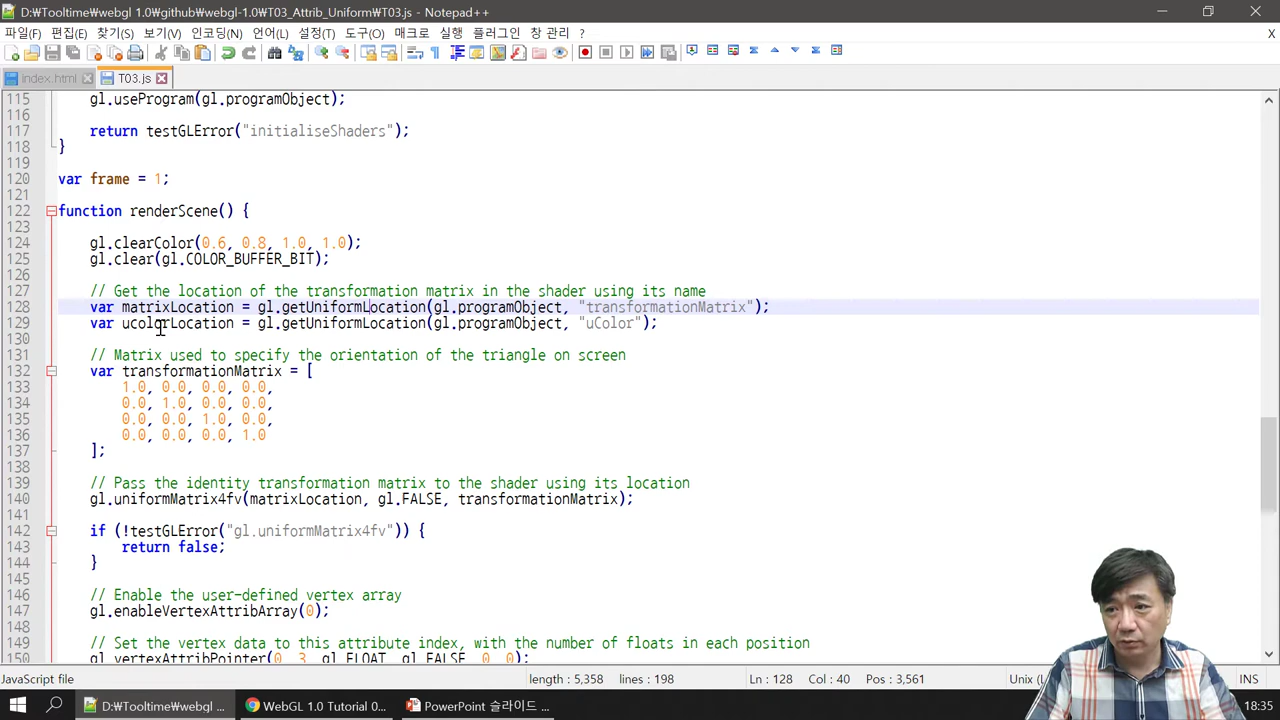 D:₩Tooltime₩webgl 1.0₩github₩webgl-1.0₩T03_Attrib_Uniform₩T03.js - Notepad++
파일(F) 편집(E) 찾기(S) 보기(V) 인코딩(N) 언어(L) 설정(T) 도구(O) 매크로 실행 플러그인 창 관리 ? X
index.html T03.js
115 gl.useProgram(gl.programObject);
116
117 return testGLError("initialiseShaders");
118 }
119
120 var frame = 1;
121
122 function renderScene() {
123
124 gl.clearColor(0.6, 0.8, 1.0, 1.0);
125 gl.clear(gl.COLOR_BUFFER_BIT);
126
127 // Get the location of the transformation matrix in the shader using its name
128 var matrixLocation = gl.getUniformLocation(gl.programObject, "transformationMatrix");
129 var ucolorLocation = gl.getUniformLocation(gl.programObject, "uColor");
130
131 // Matrix used to specify the orientation of the triangle on screen
132 var transformationMatrix = [
133 1.0, 0.0, 0.0, 0.0,
134 0.0, 1.0, 0.0, 0.0,
135 0.0, 0.0, 1.0, 0.0,
136 0.0, 0.0, 0.0, 1.0
137 ];
138
139 // Pass the identity transformation matrix to the shader using its location
140 gl.uniformMatrix4fv(matrixLocation, gl.FALSE, transformationMatrix);
141
142 if (!testGLError("gl.uniformMatrix4fv")) {
143 return false;
144 }
145
146 // Enable the user-defined vertex array
147 gl.enableVertexAttribArray(0);
148
149 // Set the vertex data to this attribute index, with the number of floats in each position
150 gl.vertexAttribPointer(0, 3, gl.FLOAT, gl.FALSE, 0, 0);
JavaScript file length : 5,358 lines : 198 Ln : 128 Col : 40 Pos : 3,561 Unix (L INS
D:₩Tooltime₩webgl ... WebGL 1.0 Tutorial 0... PowerPoint 슬라이드 ... 18:35